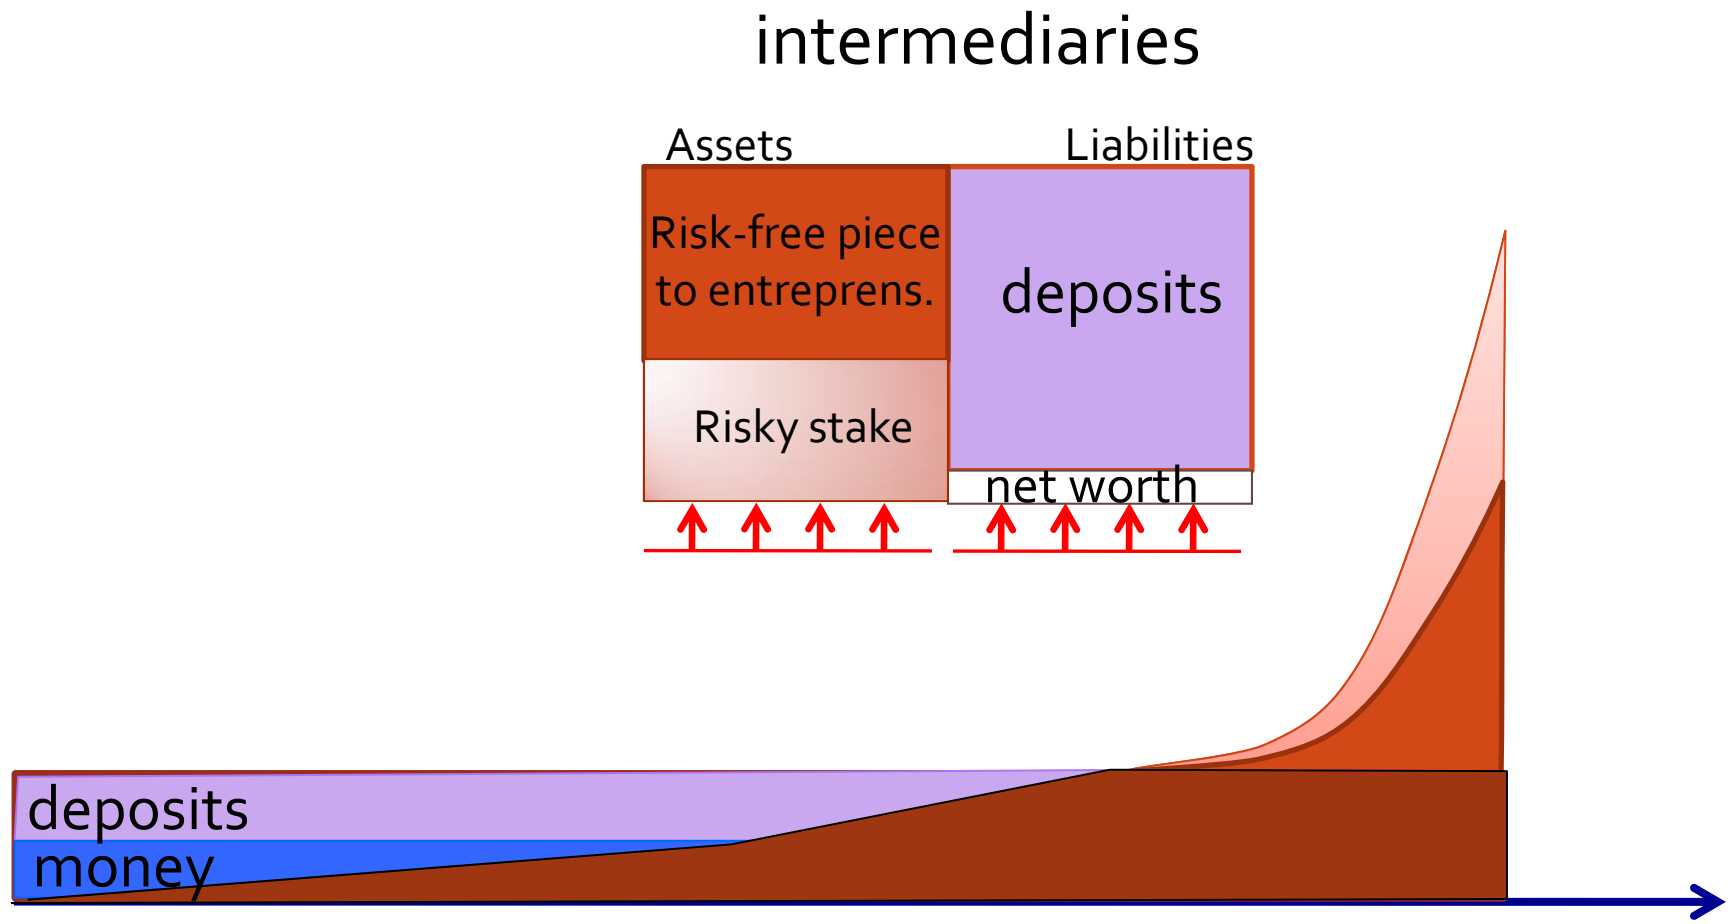 intermediaries
Assets
Liabilities
Risk-free piece
to entreprens.
deposits
Risky stake
net worth
deposits
money